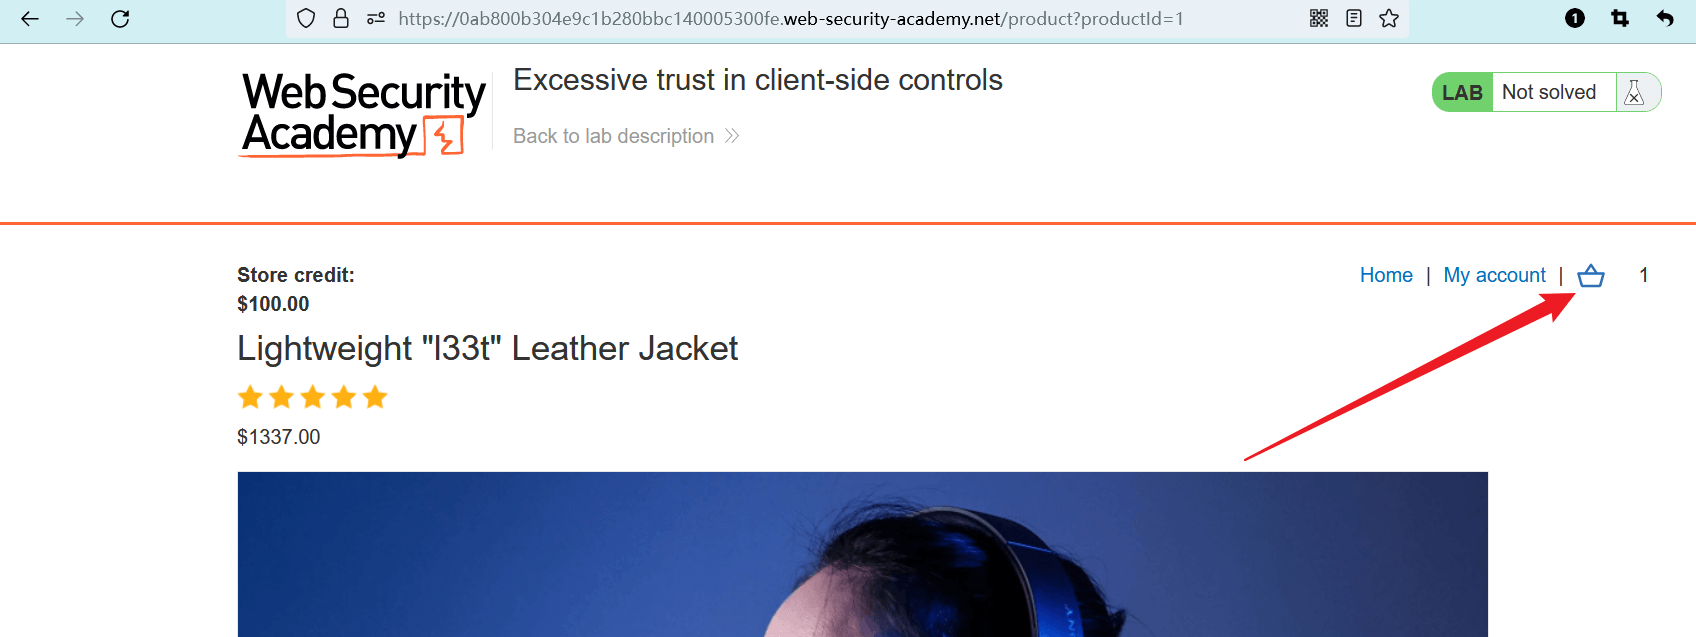 https://0ab800b304e9c1b280bbc140005300fe.web-security-academy.net/product?productId=1
1
Web Security
Academy
Excessive trust in client-side controls
Back to lab description
LAB Not solved
Store credit:
$100.00
Home | My account | 1
Lightweight "l33t" Leather Jacket
$1337.00
SONY